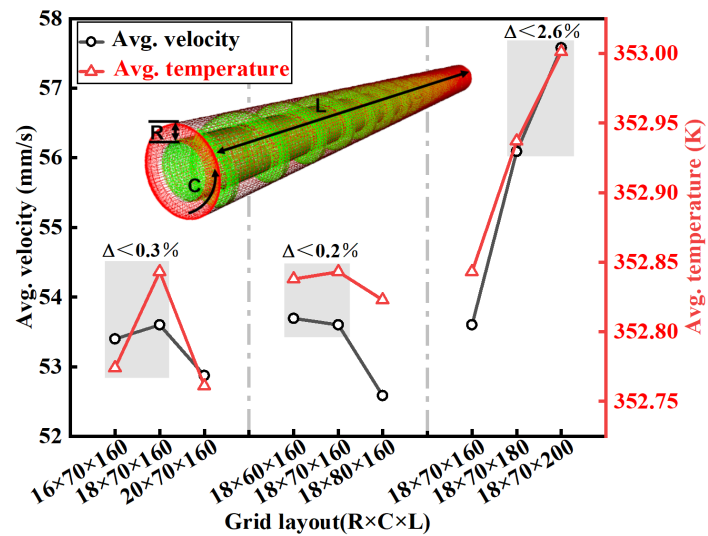 Avg. velocity
Avg. temperature
Δ<2.6%
R
L
C
Δ<0.3%
Δ<0.2%
58
57
56
55
54
53
52
Avg. velocity (mm/s)
353.00
352.95
352.90
352.85
352.80
352.75
Avg. temperature (K)
16×70×160
18×70×160
20×70×160
18×60×160
18×70×160
18×80×160
18×70×160
18×70×180
18×70×200
Grid layout(R×C×L)